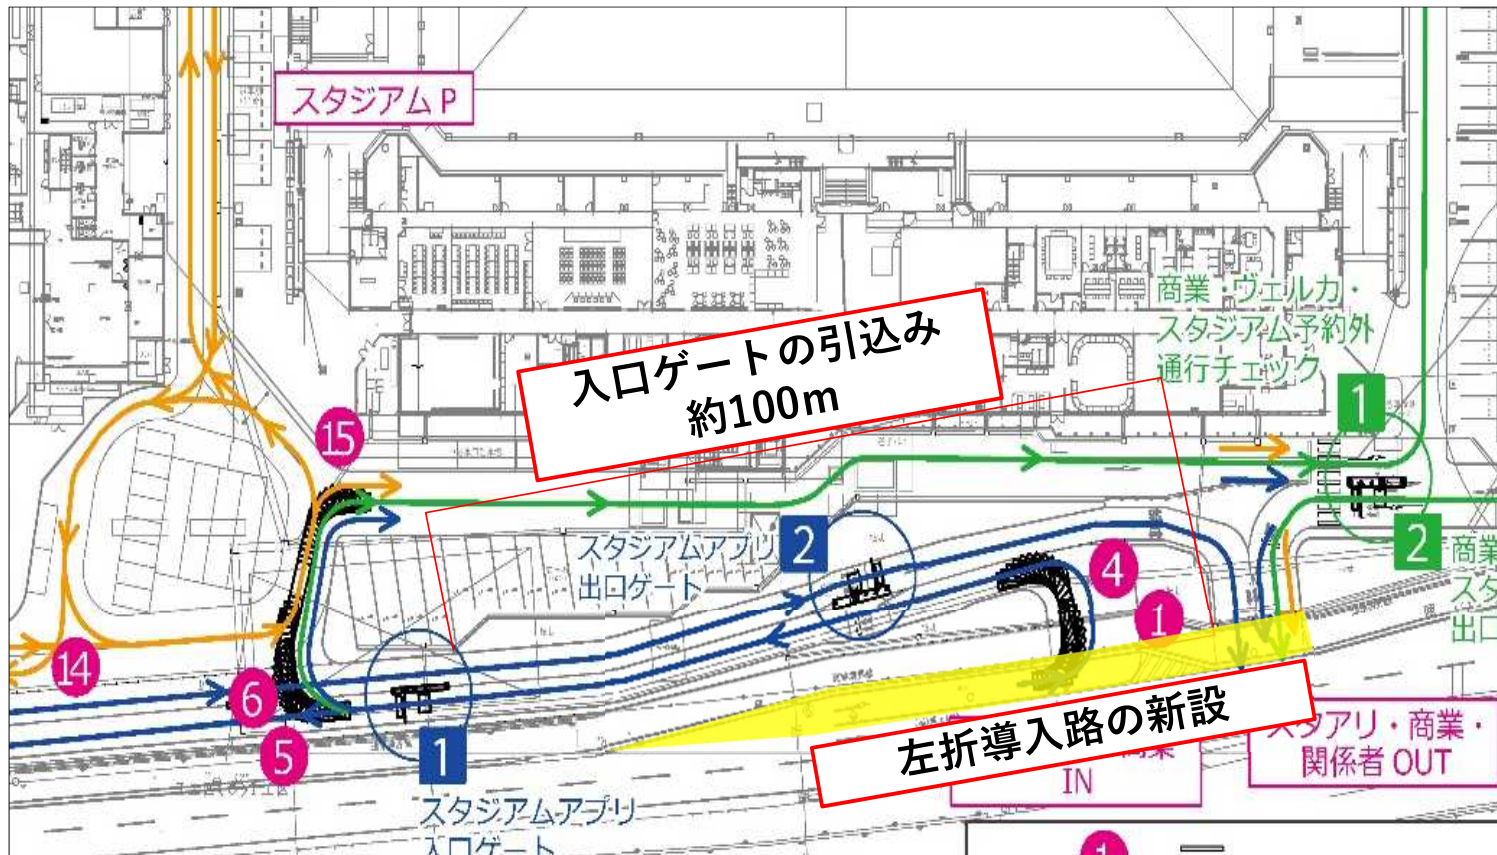 スタジアム P
商業・ヴェルカ・
スタジアム予約外
通行チェック
入口ゲートの引込み
約100m
1
15
2
スタジアムアプリ
出口ゲート
2
商業
スタ
出口
4
1
14
6
5
1
左折導入路の新設
IN
スタアリ・商業・
関係者 OUT
スタジアムアプリ
入口ゲート
1